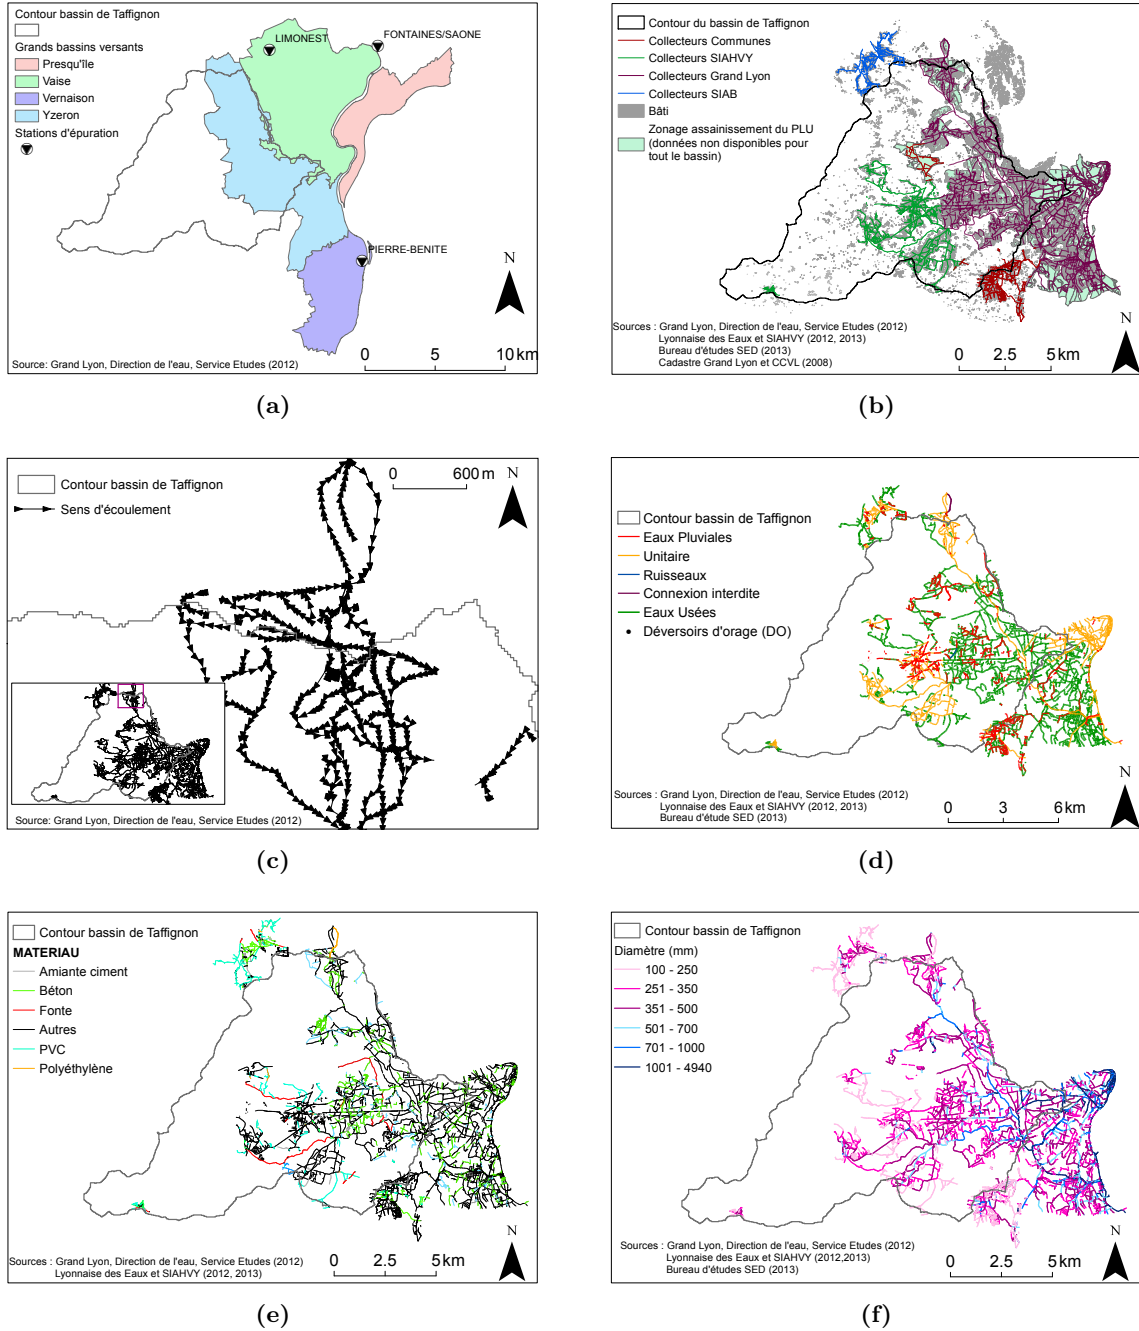 Contour bassin de Taffignon
Grands bassins versants
Presqu'île
Vaise
Vernaison
Yzeron
Stations d'épuration
LIMONEST
FONTAINES/SAONE
PIERRE-BENITE
N
0 5 10 km
Source: Grand Lyon, Direction de l'eau, Service Etudes (2012)
(a)
Contour du bassin de Taffignon
Collecteurs Communes
Collecteurs SIAHVY
Collecteurs Grand Lyon
Collecteurs SIAB
Bâti
Zonage assainissement du PLU
(données non disponibles pour
tout le bassin)
N
Sources : Grand Lyon, Direction de l'eau, Service Etudes (2012)
Lyonnaise des Eaux et SIAHVY (2012, 2013)
Bureau d'études SED (2013)
Cadastre Grand Lyon et CCVL (2008)
0 2.5 5 km
(b)
Contour bassin de Taffignon
Sens d'écoulement
0 600 m
N
Source: Grand Lyon, Direction de l'eau, Service Etudes (2012)
(c)
Contour bassin de Taffignon
Eaux Pluviales
Unitaire
Ruisseaux
Connexion interdite
Eaux Usées
Déversoirs d'orage (DO)
N
Sources : Grand Lyon, Direction de l'eau, Service Etudes (2012)
Lyonnaise des Eaux et SIAHVY (2012, 2013)
Bureau d'étude SED (2013)
0 3 6 km
(d)
Contour bassin de Taffignon
MATERIAU
Amiante ciment
Béton
Fonte
Autres
PVC
Polyéthylène
N
Sources : Grand Lyon, Direction de l'eau, Service Etudes (2012)
Lyonnaise des Eaux et SIAHVY (2012, 2013)
0 2.5 5 km
(e)
Contour bassin de Taffignon
Diamètre (mm)
100 - 250
251 - 350
351 - 500
501 - 700
701 - 1000
1001 - 4940
N
Sources : Grand Lyon, Direction de l'eau, Service Etudes (2012)
Lyonnaise des Eaux et SIAHVY (2012,2013)
Bureau d'études SED (2013)
0 2.5 5 km
(f)